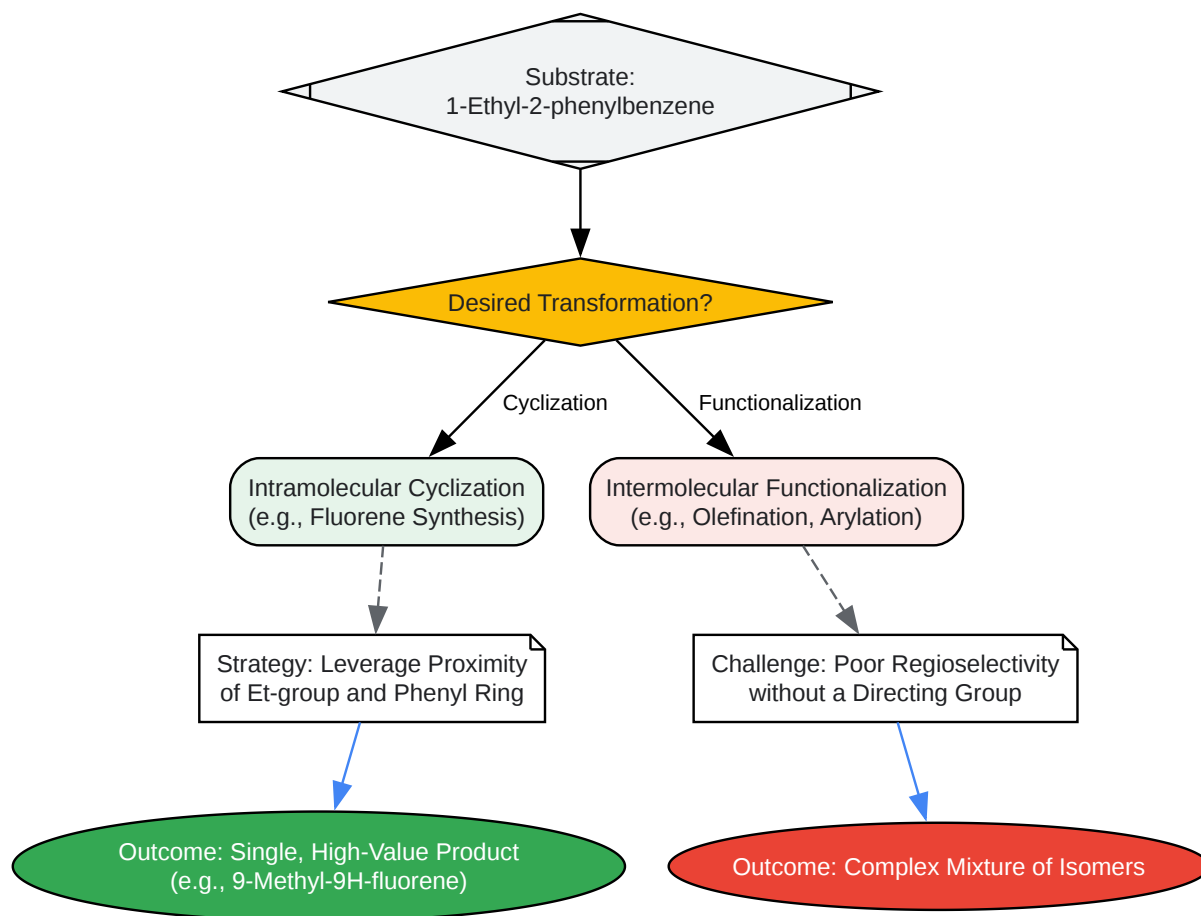 Substrate:
1-Ethyl-2-phenylbenzene
Desired Transformation?
Cyclization
Functionalization
Intramolecular Cyclization
(e.g., Fluorene Synthesis)
Intermolecular Functionalization
(e.g., Olefination, Arylation)
Strategy: Leverage Proximity
of Et-group and Phenyl Ring
Challenge: Poor Regioselectivity
without a Directing Group
Outcome: Single, High-Value Product
(e.g., 9-Methyl-9H-fluorene)
Outcome: Complex Mixture of Isomers